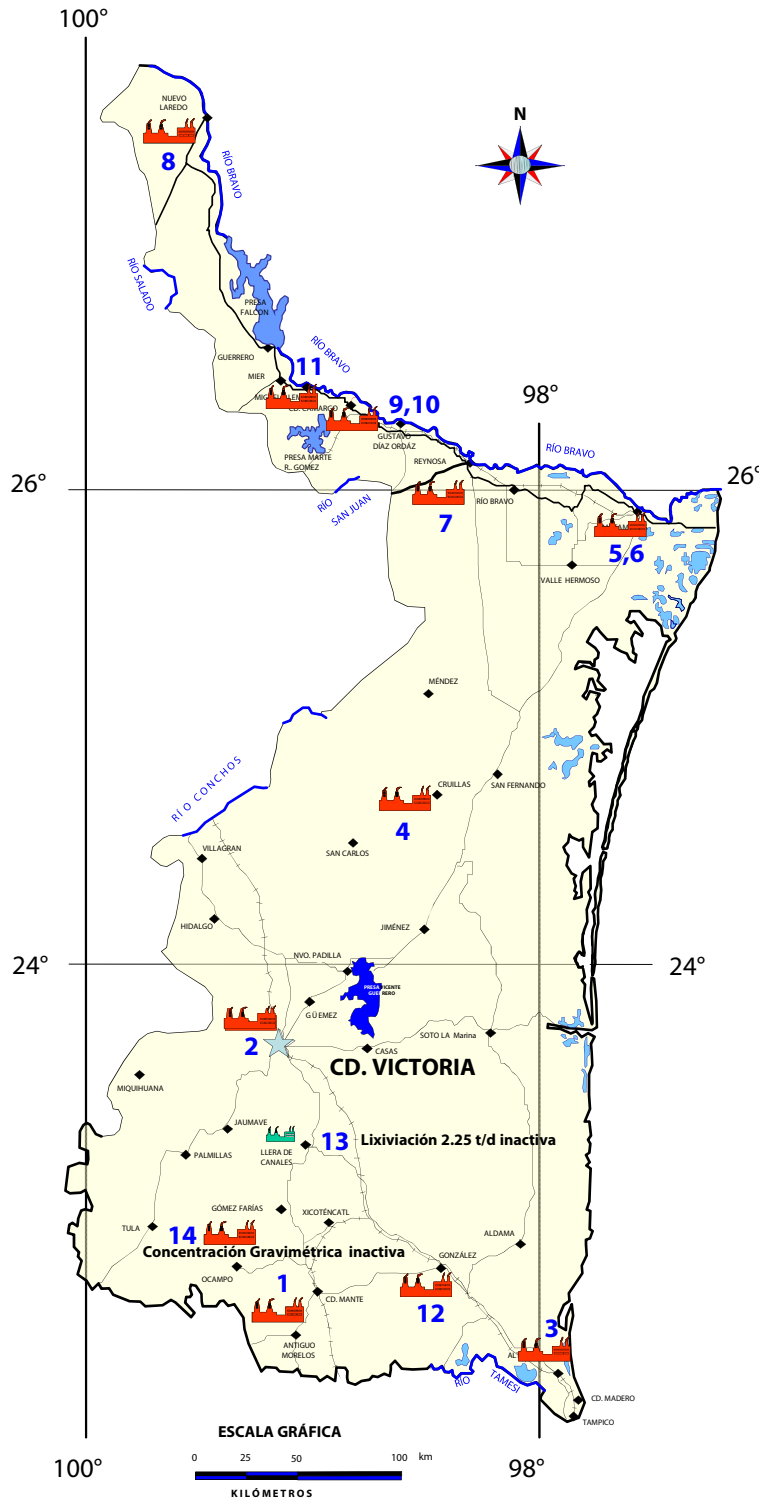 100°
NUEVO
LAREDO
N
8
RÍO BRAVO
RÍO SALADO
PRESA
FALCON
RÍO BRAVO
GUERRERO
11
MIER
98°
9,10
CD. CAMARGO
GUSTAVO
DÍAZ ORDÁZ
PRESA MARTE
R. GOMEZ
REYNOSA
RÍO BRAVO
26°
26°
RÍO
SAN JUAN
RÍO BRAVO
7
5,6
VALLE HERMOSO
MÉNDEZ
RÍO CONCHOS
CRUILLAS
SAN FERNANDO
4
SAN CARLOS
VILLAGRAN
HIDALGO
JIMÉNEZ
NVO. PADILLA
24°
24°
PRESA VICENTE
GUERRERO
GÜEMEZ
2
SOTO LA Marina
CASAS
CD. VICTORIA
MIQUIHUANA
JAUMAVE
13
Lixiviación 2.25 t/d inactiva
LLERA DE
CANALES
PALMILLAS
GÓMEZ FARÍAS
XICOTÉNCATL
TULA
14
ALDAMA
Concentración Gravimétrica inactiva
GONZÁLEZ
OCAMPO
1
CD. MANTE
12
3
ANTIGUO
MORELOS
AL
RÍO
TAMESI
CD. MADERO
TAMPICO
ESCALA GRÁFICA
0 25 50 100 km
KILÓMETROS
100°
98°